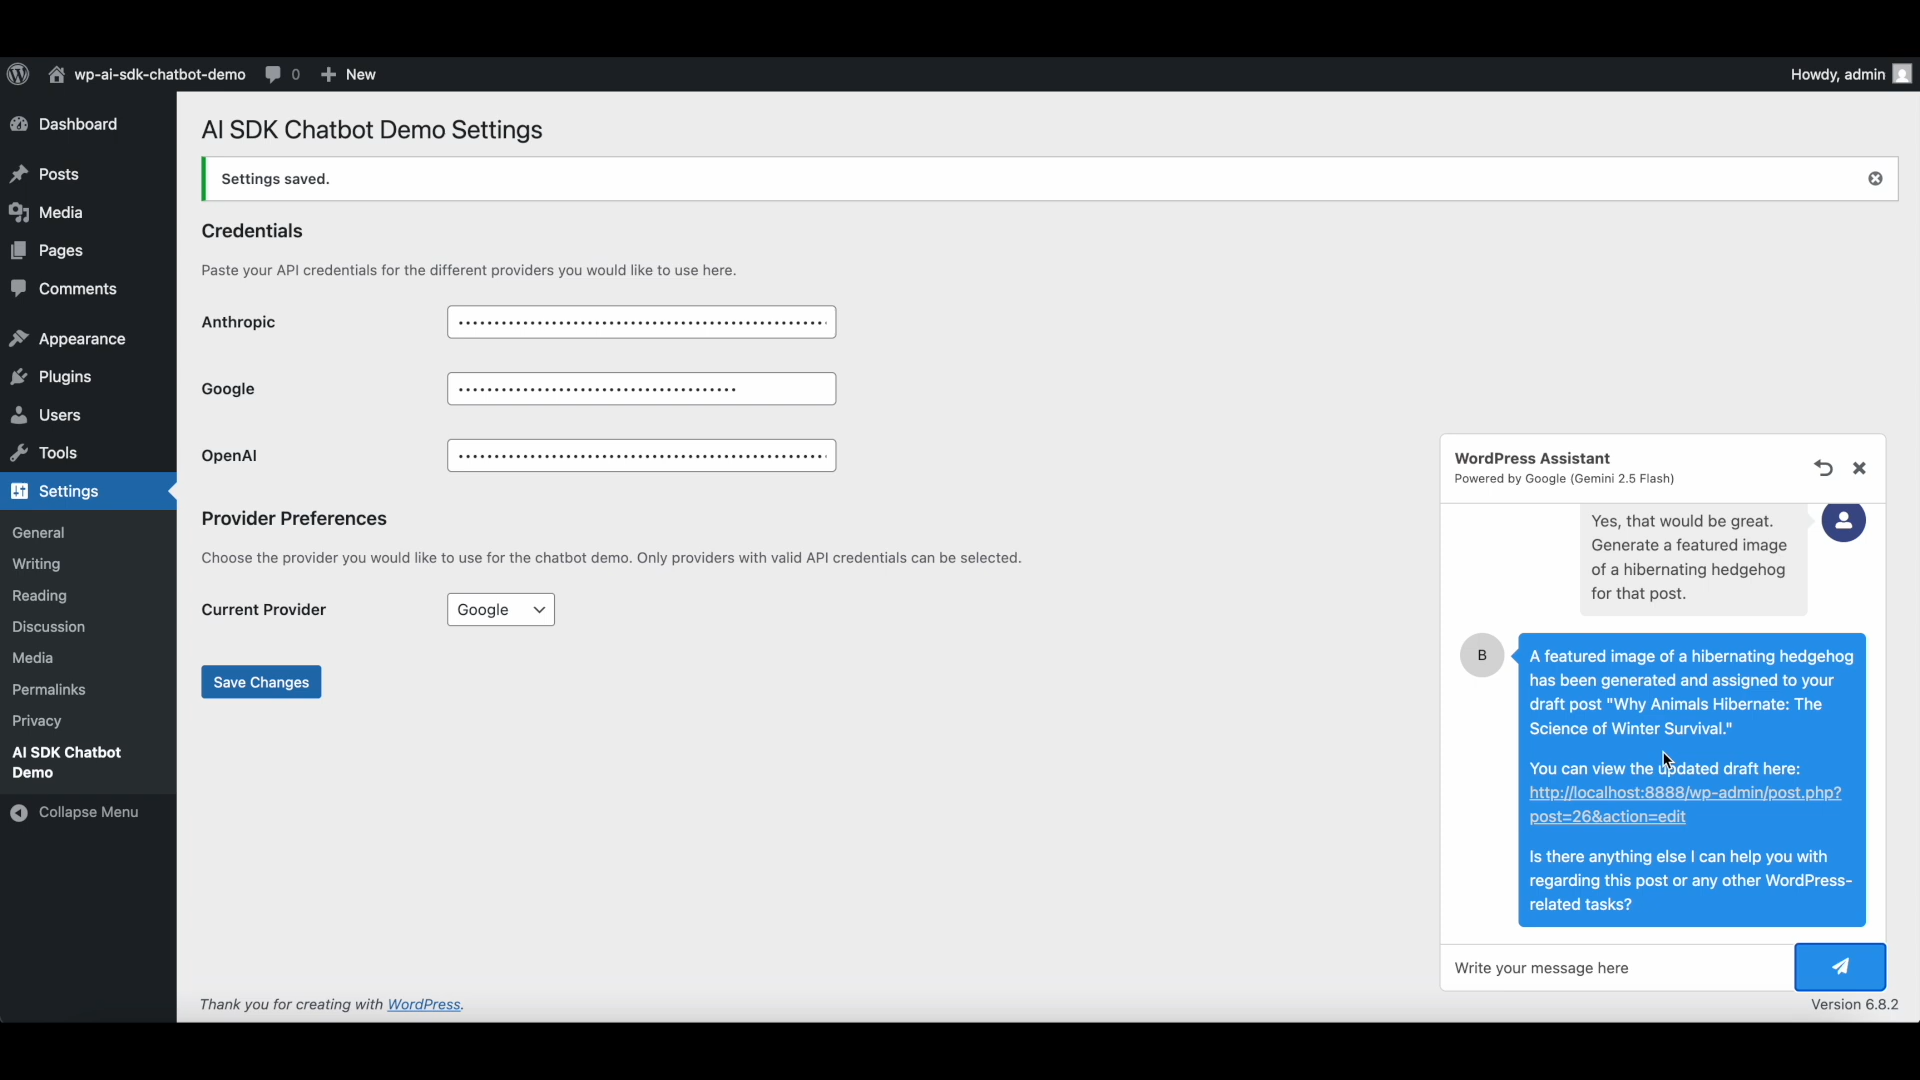 wp-ai-sdk-chatbot-demo
0
New
Howdy, admin
Dashboard
Posts
Media
Pages
Comments
Appearance
Plugins
Users
Tools
Settings
General
Writing
Reading
Discussion
Media
Permalinks
Privacy
AI SDK Chatbot
Demo
Collapse Menu
AI SDK Chatbot Demo Settings
Settings saved.
Credentials
Paste your API credentials for the different providers you would like to use here.
Anthropic
Google
OpenAI
Provider Preferences
Choose the provider you would like to use for the chatbot demo. Only providers with valid API credentials can be selected.
Current Provider
Google
Save Changes
WordPress Assistant
Powered by Google (Gemini 2.5 Flash)
Yes, that would be great.
Generate a featured image
of a hibernating hedgehog
for that post.
B
A featured image of a hibernating hedgehog
has been generated and assigned to your
draft post "Why Animals Hibernate: The
Science of Winter Survival."
You can view the updated draft here:
http://localhost:8888/wp-admin/post.php?
post=26&action=edit
Is there anything else I can help you with
regarding this post or any other WordPress-
related tasks?
Write your message here
Thank you for creating with WordPress.
Version 6.8.2